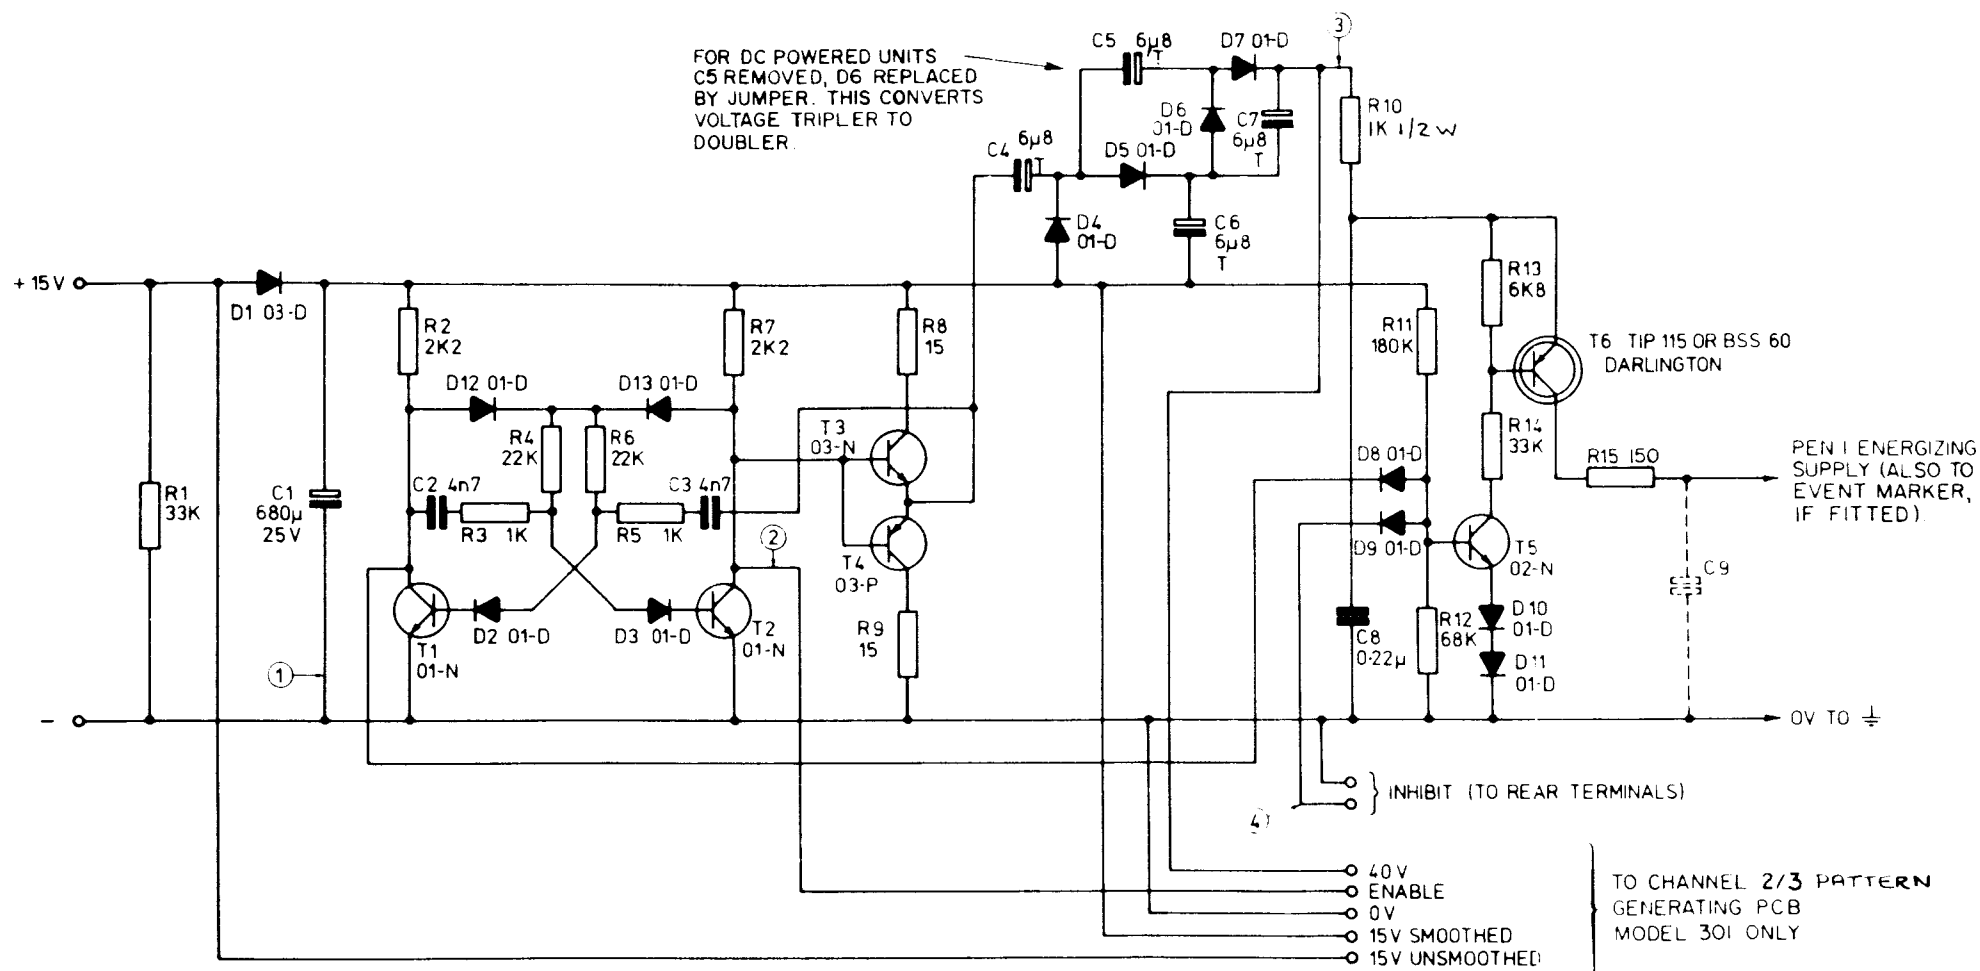 FOR DC POWERED UNITS
C5 REMOVED, D6 REPLACED
BY JUMPER. THIS CONVERTS
VOLTAGE TRIPLER TO
DOUBLER.
C5 6µ8
T
D7 01-D
3
D6
01-D
C7
6µ8
T
R10
1K 1/2 W
C4
6µ8
T
D5 01-D
D4
01-D
C6
6µ8
T
+ 15V
D1 03-D
R2
2K2
R7
2K2
R8
15
R11
180K
R13
6K8
T6 TIP 115 OR BSS 60
DARLINGTON
D12 01-D
D13 01-D
R4
22K
R6
22K
T3
03-N
R14
33K
R1
33K
C1
680µ
25V
C2 4n7
R3 1K
R5 1K
C3 4n7
D8 01-D
D9 01-D
R15 150
PEN 1 ENERGIZING
SUPPLY (ALSO TO
EVENT MARKER,
IF FITTED).
2
T4
03-P
T5
02-N
C9
T1
01-N
D2 01-D
D3 01-D
T2
01-N
R9
15
C8
0.22µ
R12
68K
D10
01-D
D11
01-D
1
-
0V TO
INHIBIT (TO REAR TERMINALS)
4
40V
ENABLE
0V
15V SMOOTHED
15V UNSMOOTHED
TO CHANNEL 2/3 PATTERN
GENERATING PCB
MODEL 301 ONLY